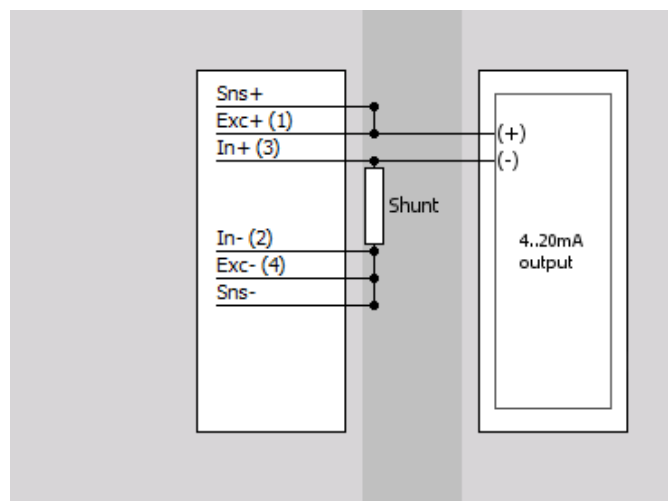 Sns+
Exc+ (1)
In+ (3)
(+)
(-)
Shunt
In- (2)
Exc- (4)
Sns-
4..20mA
output